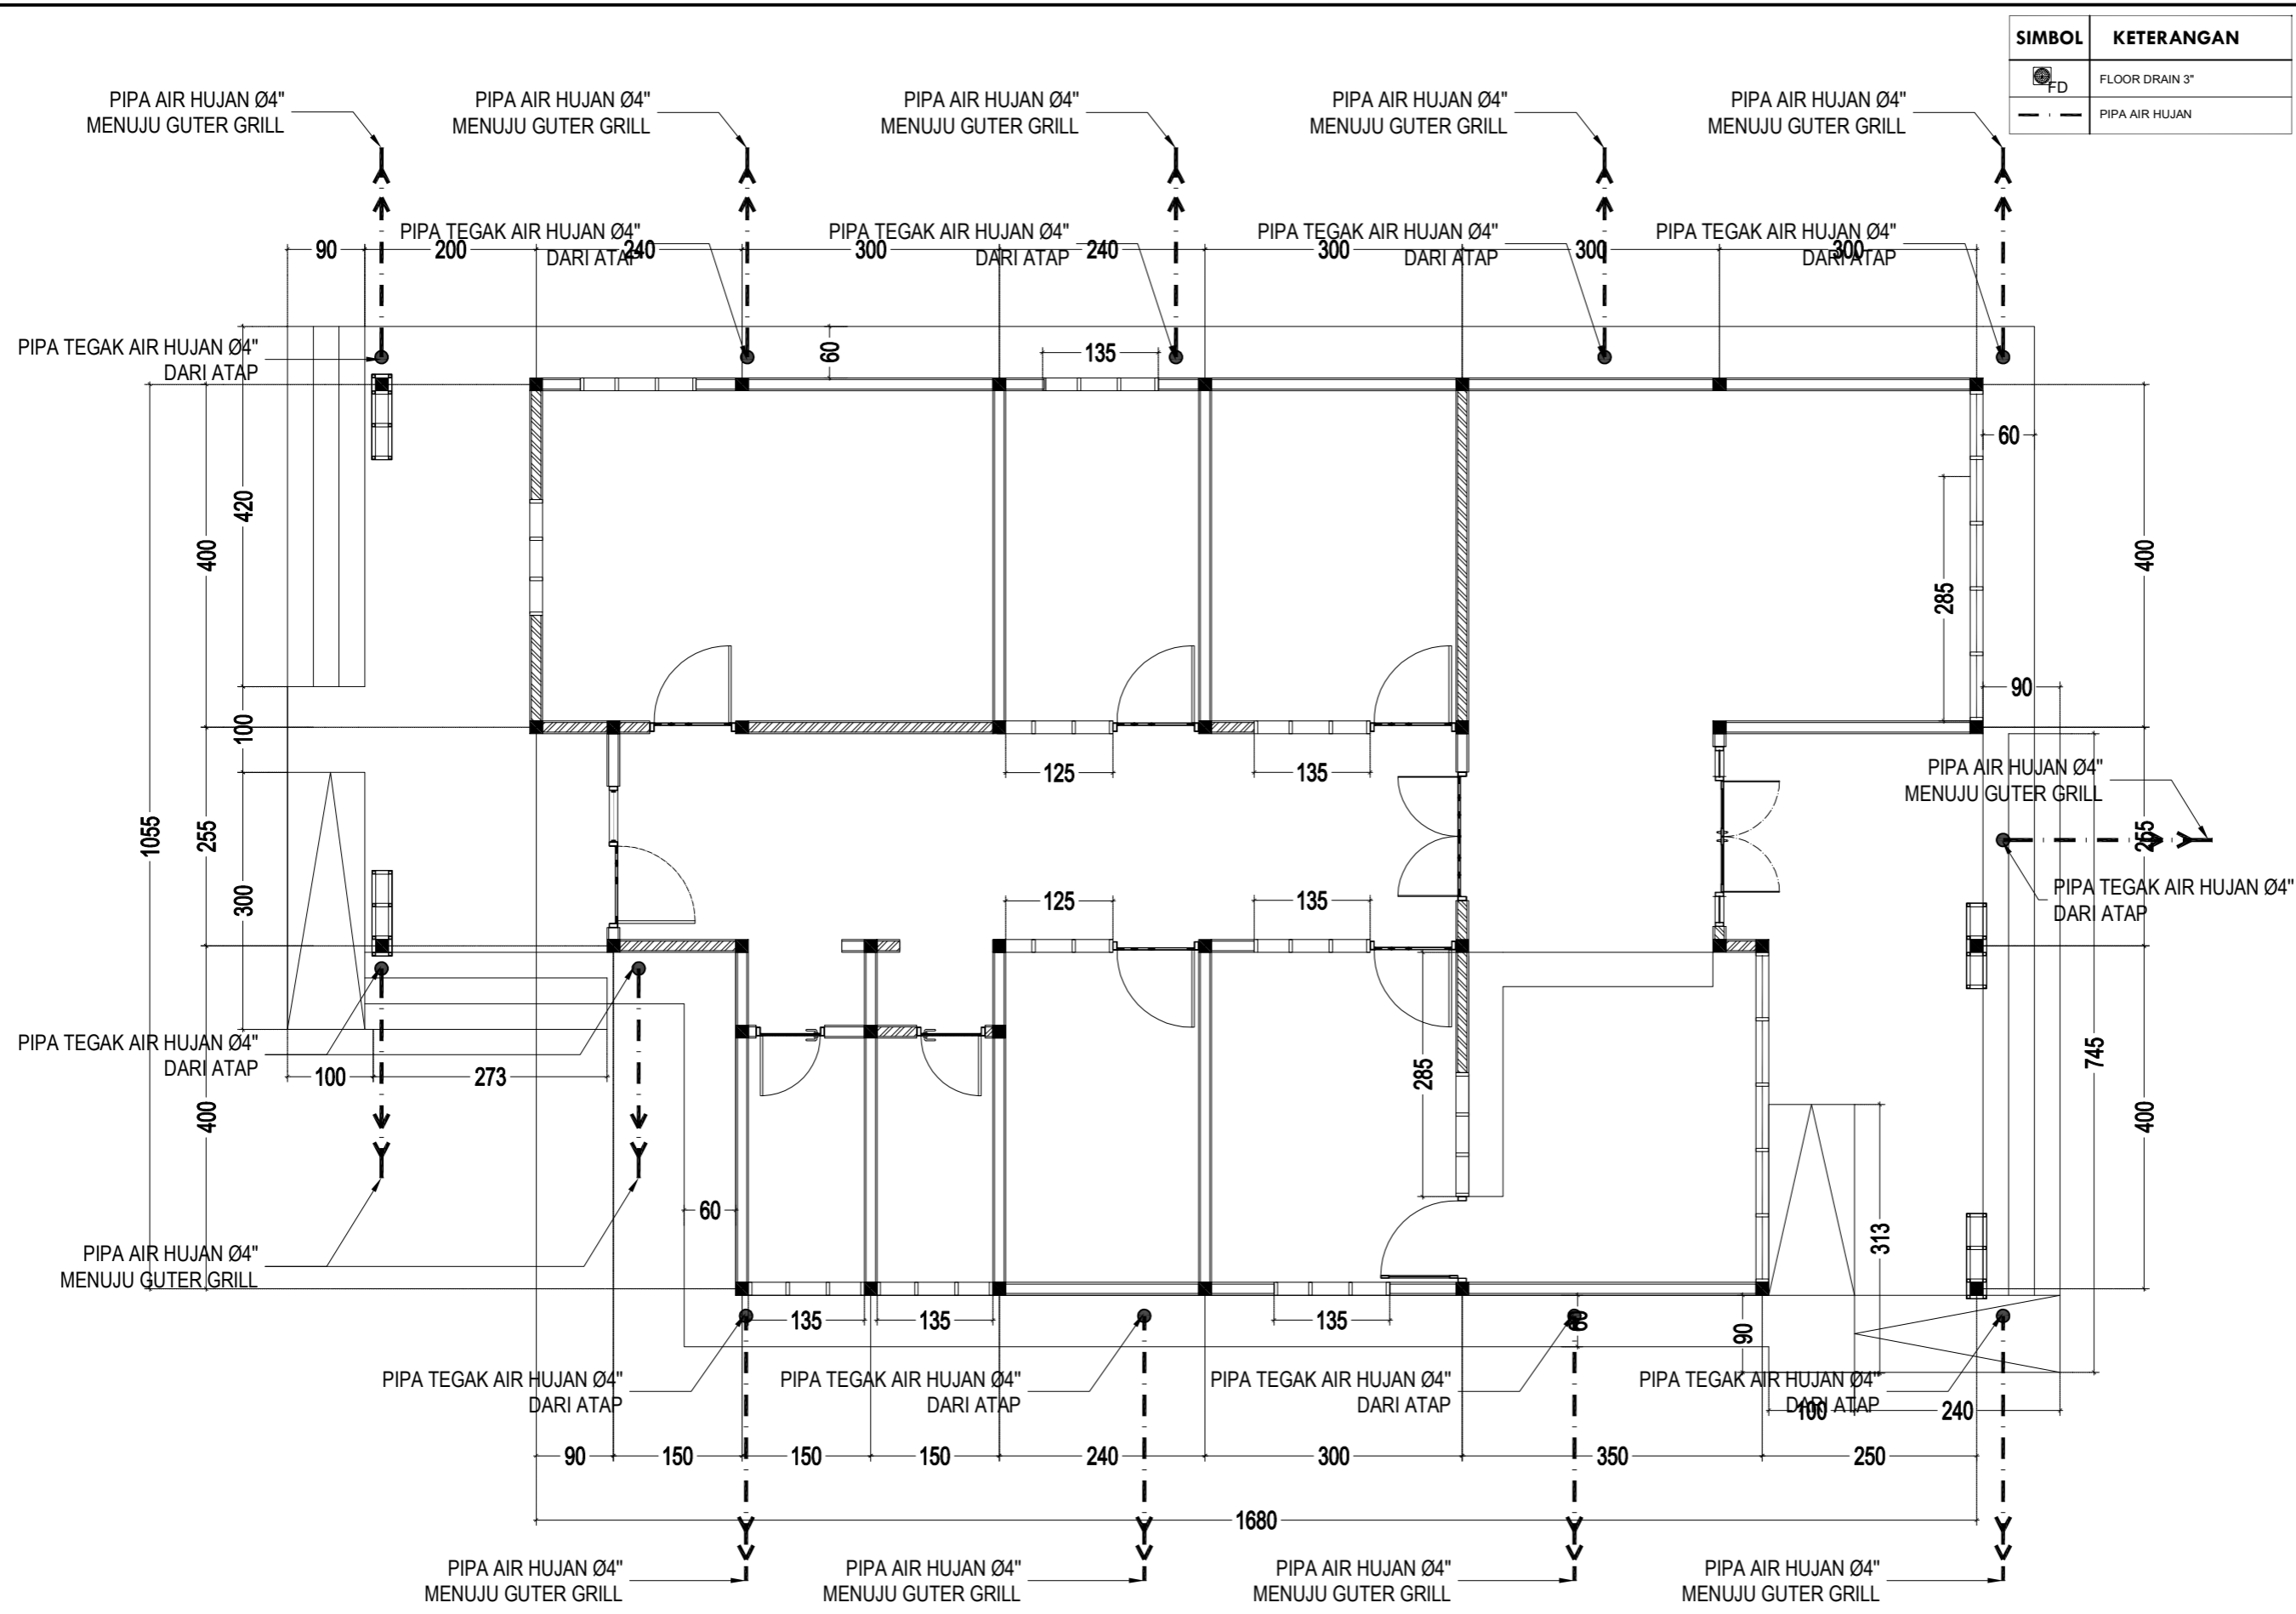 SIMBOL KETERANGAN
FD FLOOR DRAIN 3"
PIPA AIR HUJAN
PIPA AIR HUJAN Ø4"
MENUJU GUTER GRILL
PIPA AIR HUJAN Ø4"
MENUJU GUTER GRILL
PIPA AIR HUJAN Ø4"
MENUJU GUTER GRILL
PIPA AIR HUJAN Ø4"
MENUJU GUTER GRILL
PIPA AIR HUJAN Ø4"
MENUJU GUTER GRILL
PIPA TEGAK AIR HUJAN Ø4"
DARI ATAP
PIPA TEGAK AIR HUJAN Ø4"
DARI ATAP
PIPA TEGAK AIR HUJAN Ø4"
DARI ATAP
PIPA TEGAK AIR HUJAN Ø4"
DARI ATAP
90 200 240 300 240 300 300 300
PIPA TEGAK AIR HUJAN Ø4"
DARI ATAP
60
135
60
420
400
400
285
90
100
125
135
PIPA AIR HUJAN Ø4"
MENUJU GUTER GRILL
1055
255
255
300
125
135
PIPA TEGAK AIR HUJAN Ø4"
DARI ATAP
PIPA TEGAK AIR HUJAN Ø4"
DARI ATAP
100 273
285
745
400
400
60
313
PIPA AIR HUJAN Ø4"
MENUJU GUTER GRILL
135 135 135
60
90
PIPA TEGAK AIR HUJAN Ø4"
DARI ATAP
PIPA TEGAK AIR HUJAN Ø4"
DARI ATAP
PIPA TEGAK AIR HUJAN Ø4"
DARI ATAP
PIPA TEGAK AIR HUJAN Ø4"
DARI ATAP
100 240
90 150 150 150 240 300 350 250
1680
PIPA AIR HUJAN Ø4"
MENUJU GUTER GRILL
PIPA AIR HUJAN Ø4"
MENUJU GUTER GRILL
PIPA AIR HUJAN Ø4"
MENUJU GUTER GRILL
PIPA AIR HUJAN Ø4"
MENUJU GUTER GRILL